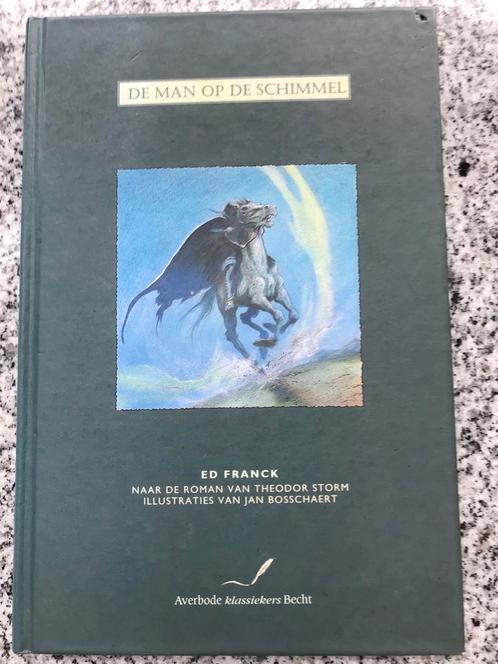 DE MAN OP DE SCHIMMEL
ED FRANCK
NAAR DE ROMAN VAN THEODOR STORM
ILLUSTRATIES VAN JAN BOSSCHAERT
Averbode klassiekers Becht